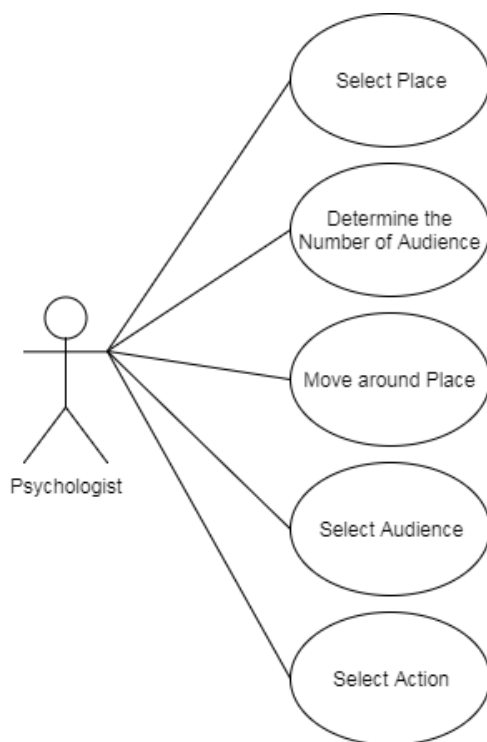 Select Place
Determine the
Number of Audience
Move around Place
Psychologist
Select Audience
Select Action